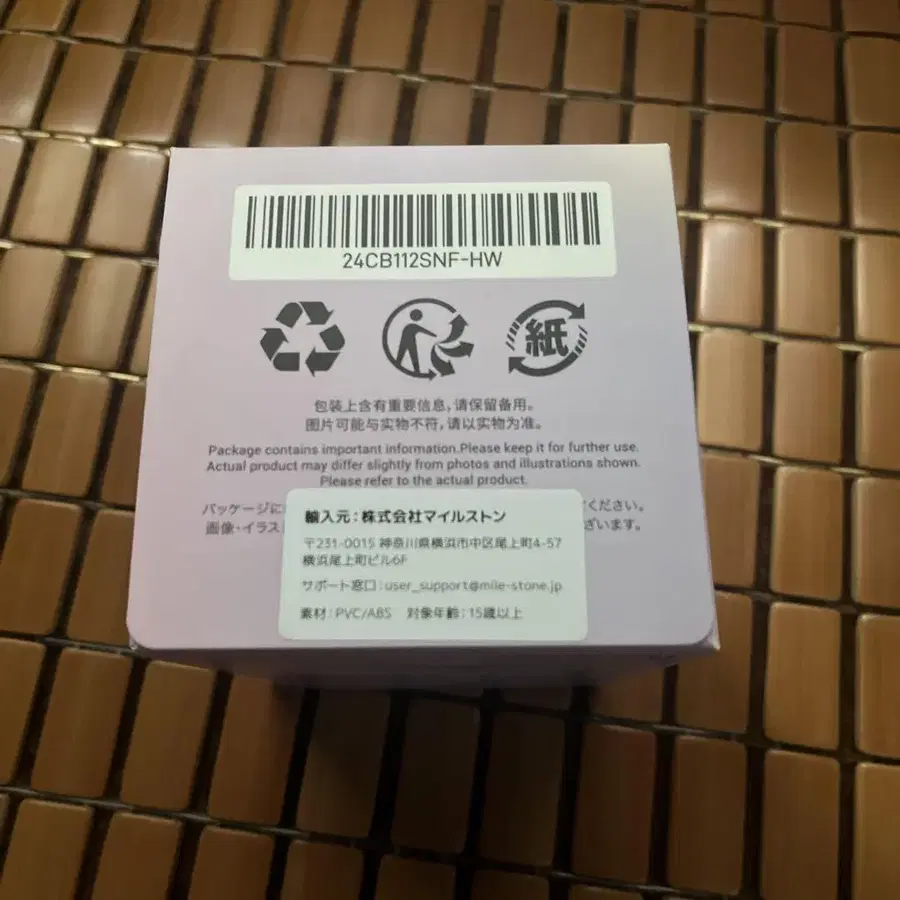 24CB112SNF-HW
紙
包装上含有重要信息,请保留备用。
图片可能与实物不符,请以实物为准。
Package contains important information.Please keep it for further use.
Actual product may differ slightly from photos and illustrations shown.
Please refer to the actual product.
パッケージに ください。
画像・イラス ざいます。
輸入元:株式会社マイルストン
〒231-0015 神奈川県横浜市中区尾上町4-57
横浜尾上町ビル6F
サポート窓口:user_support@mile-stone.jp
素材:PVC/ABS 対象年齢:15歳以上